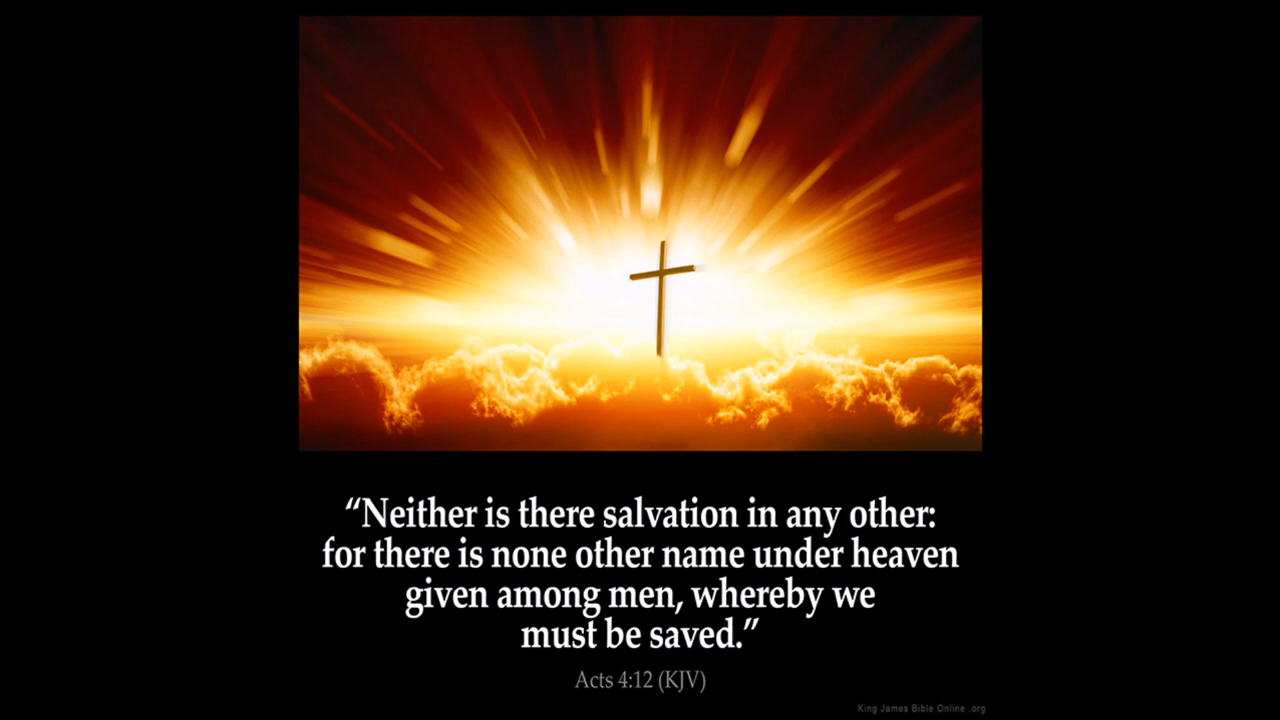 “Neither is there salvation in any other:
for there is none other name under heaven
given among men, whereby we
must be saved.”
Acts 4:12 (KJV)
King James Bible Online .org